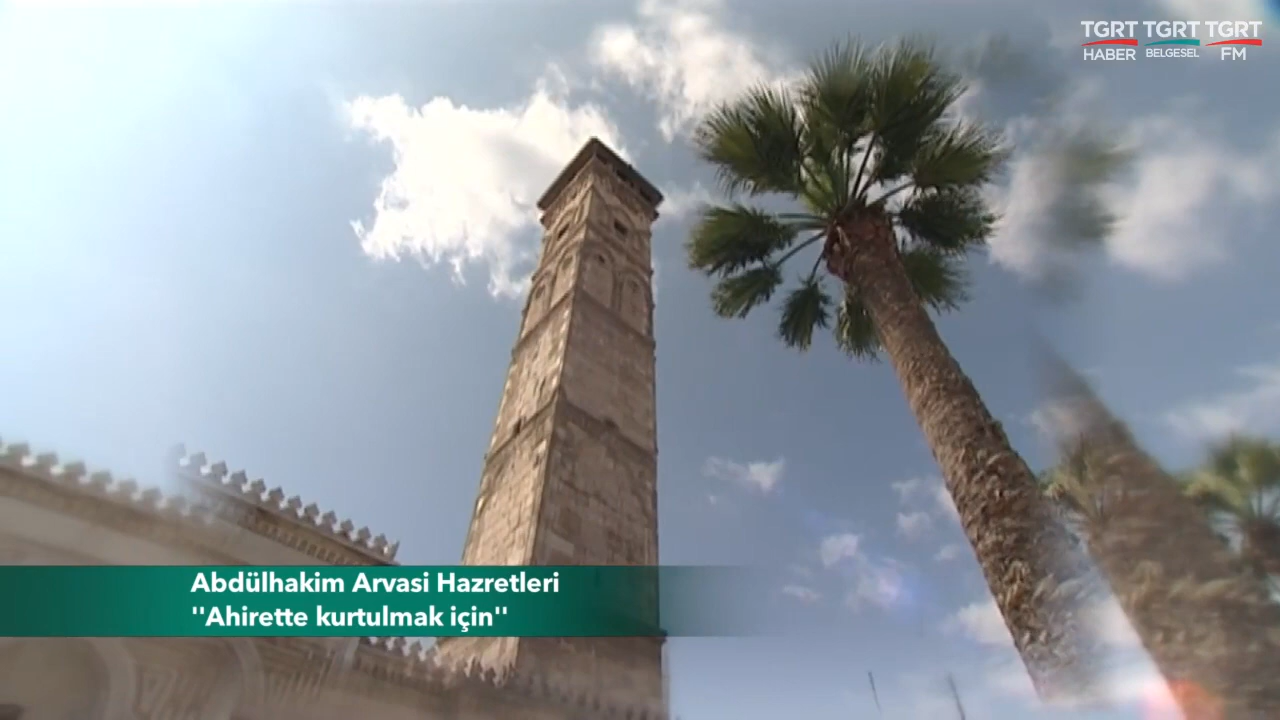 TGRT TGRT TGRT
HABER BELGESEL FM
Abdülhakim Arvasi Hazretleri
''Ahirette kurtulmak için''